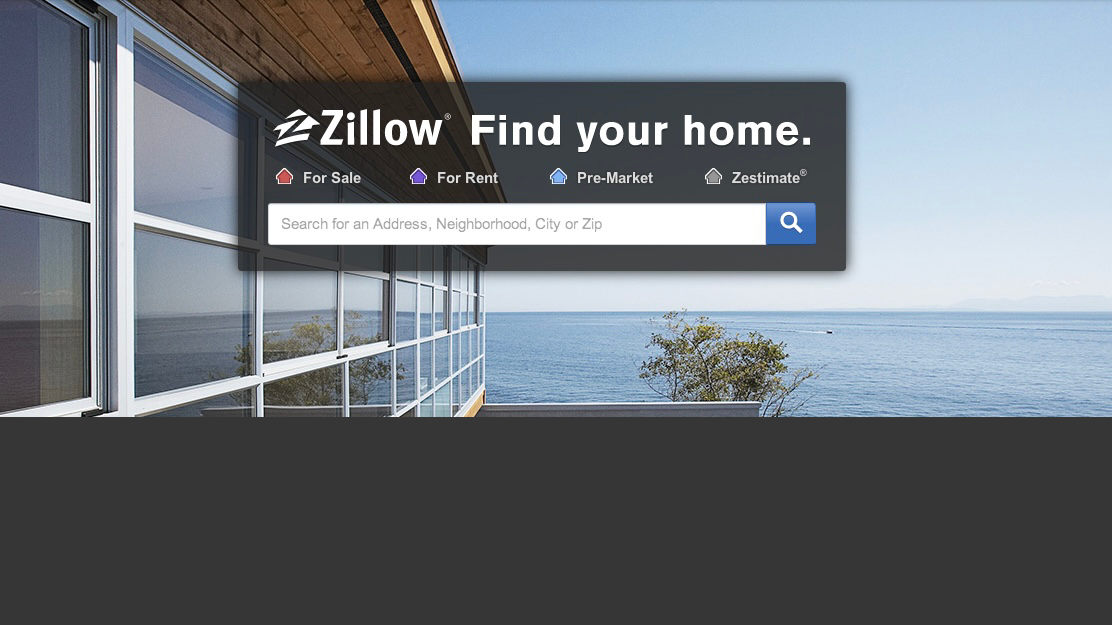 Zillow® Find your home.
For Sale For Rent Pre-Market Zestimate®
Search for an Address, Neighborhood, City or Zip